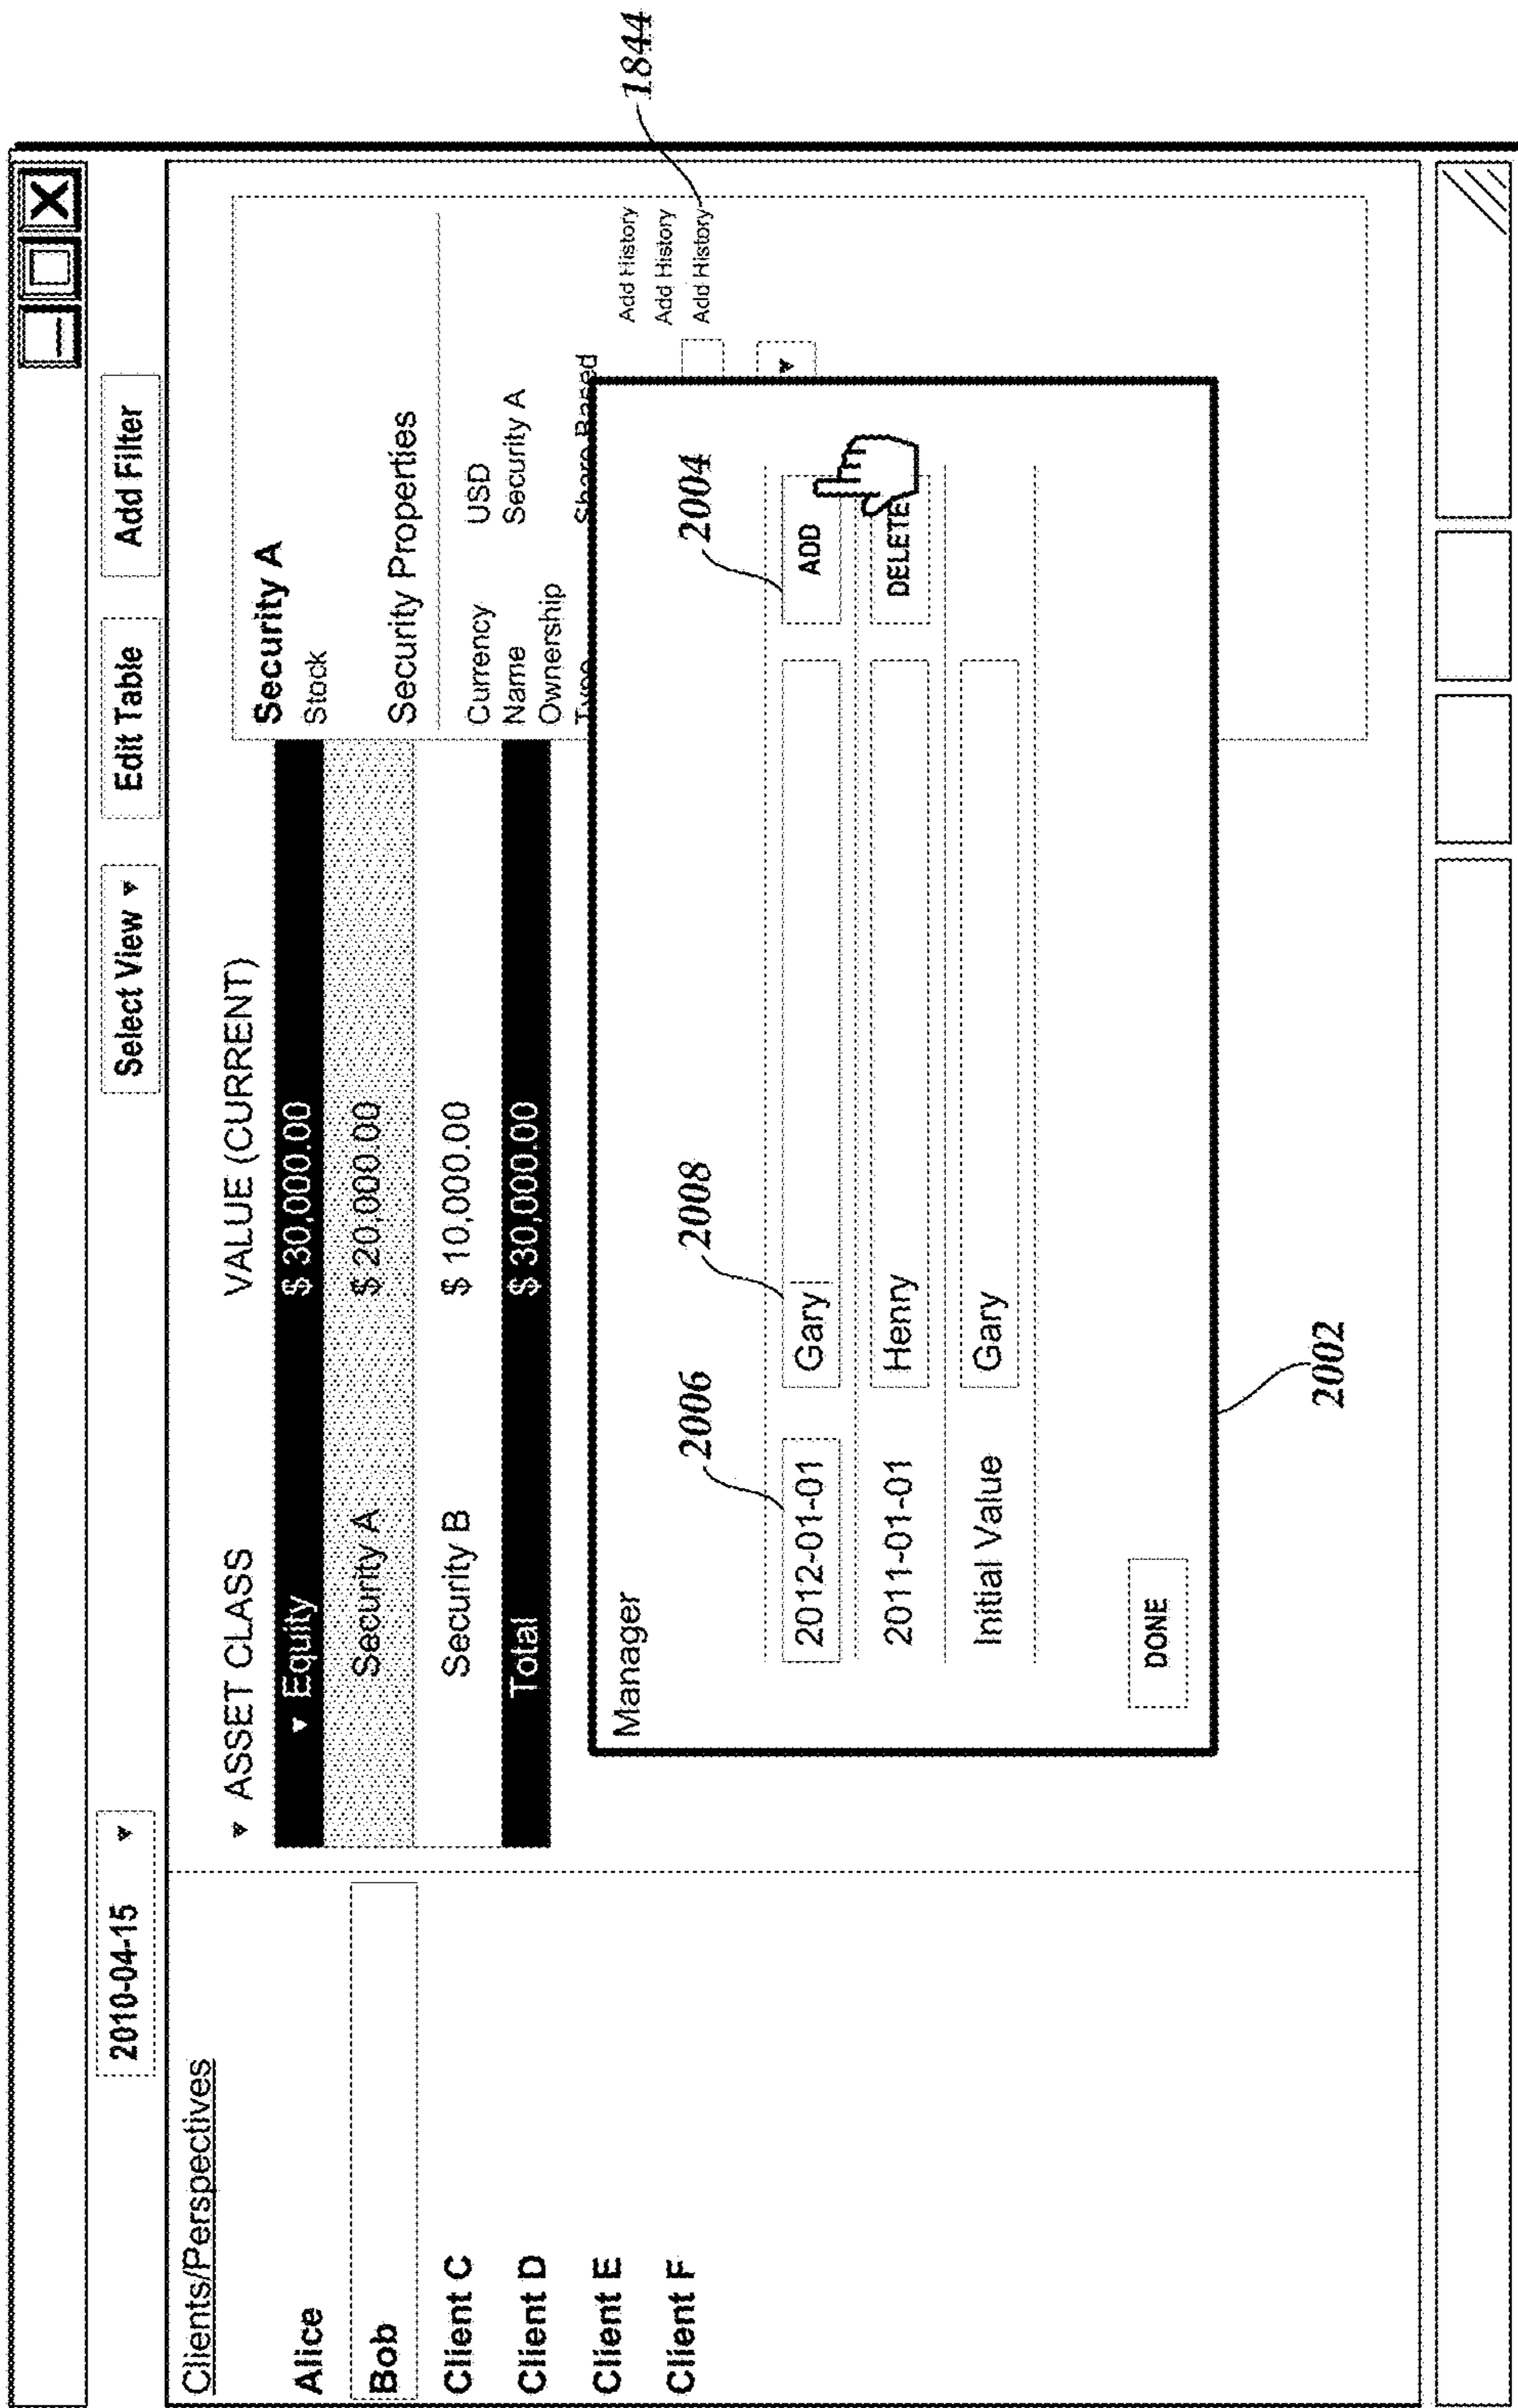 2010-04-15 ▼
Select View ▼
Edit Table
Add Filter
Clients/Perspectives
Alice
Bob
Client C
Client D
Client E
Client F
▼ ASSET CLASS VALUE (CURRENT)
▼ Equity $ 30,000.00
Security A $ 20,000.00
Security B $ 10,000.00
Total $ 30,000.00
Security A
Stock
Security Properties
Currency USD
Name Security A
Ownership
Type Share Based
Add History
Add History
Add History
1844
Manager
2006
2008
2004
2012-01-01 Gary ADD
2011-01-01 Henry DELETE
Initial Value Gary
DONE
2002